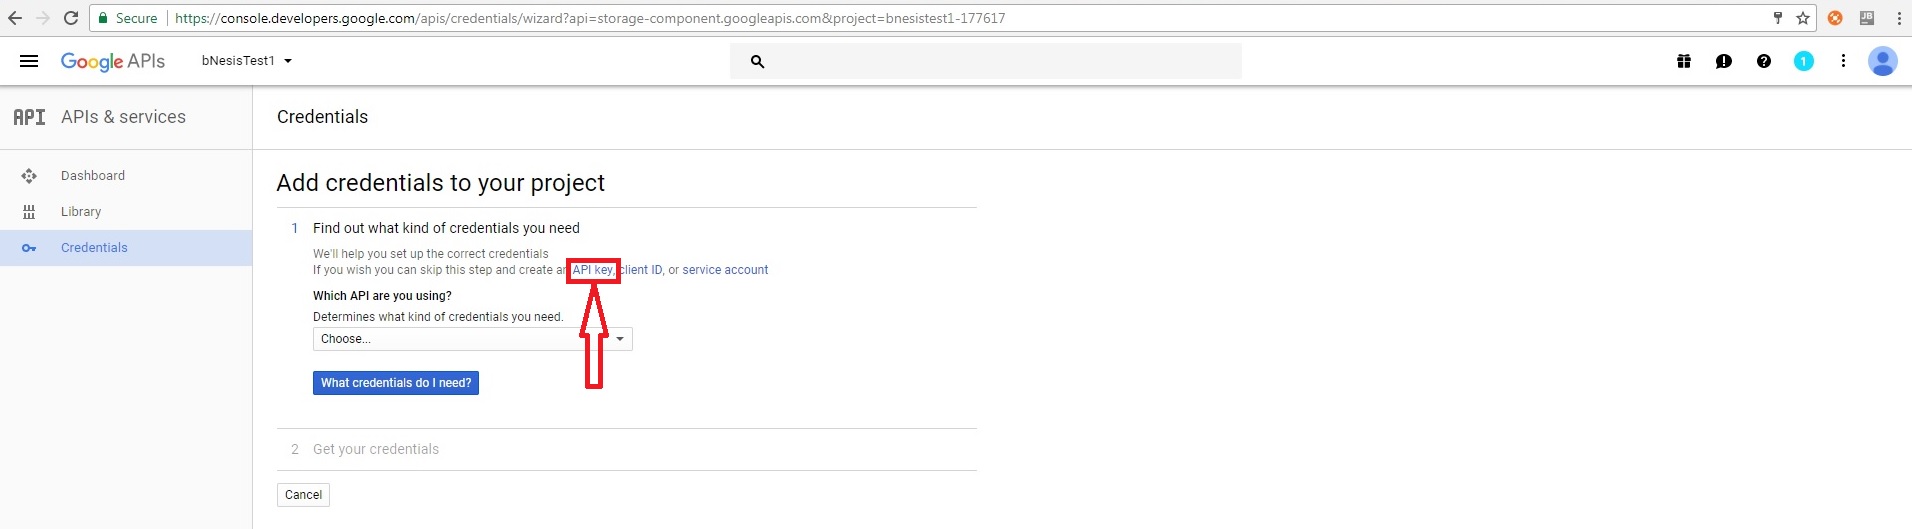 Secure https://console.developers.google.com/apis/credentials/wizard?api=storage-component.googleapis.com&project=bnesistest1-177617
JB
Google APIs bNesisTest1 1
API APIs & services Credentials
Dashboard
Library
Credentials
Add credentials to your project
1 Find out what kind of credentials you need
We'll help you set up the correct credentials
If you wish you can skip this step and create an API key, client ID, or service account
Which API are you using?
Determines what kind of credentials you need.
Choose...
What credentials do I need?
2 Get your credentials
Cancel